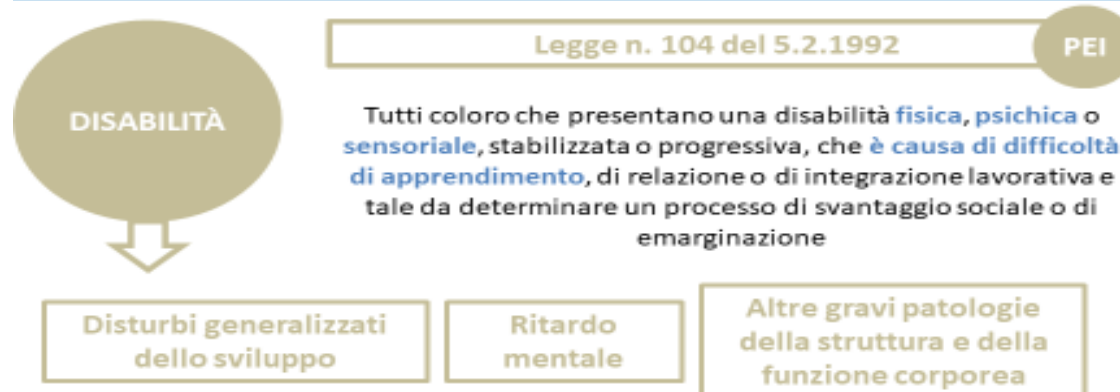 DISABILITÀ
Legge n. 104 del 5.2.1992
PEI
Tutti coloro che presentano una disabilità fisica, psichica o
sensoriale, stabilizzata o progressiva, che è causa di difficoltà
di apprendimento, di relazione o di integrazione lavorativa e
tale da determinare un processo di svantaggio sociale o di
emarginazione
Disturbi generalizzati
dello sviluppo
Ritardo
mentale
Altre gravi patologie
della struttura e della
funzione corporea